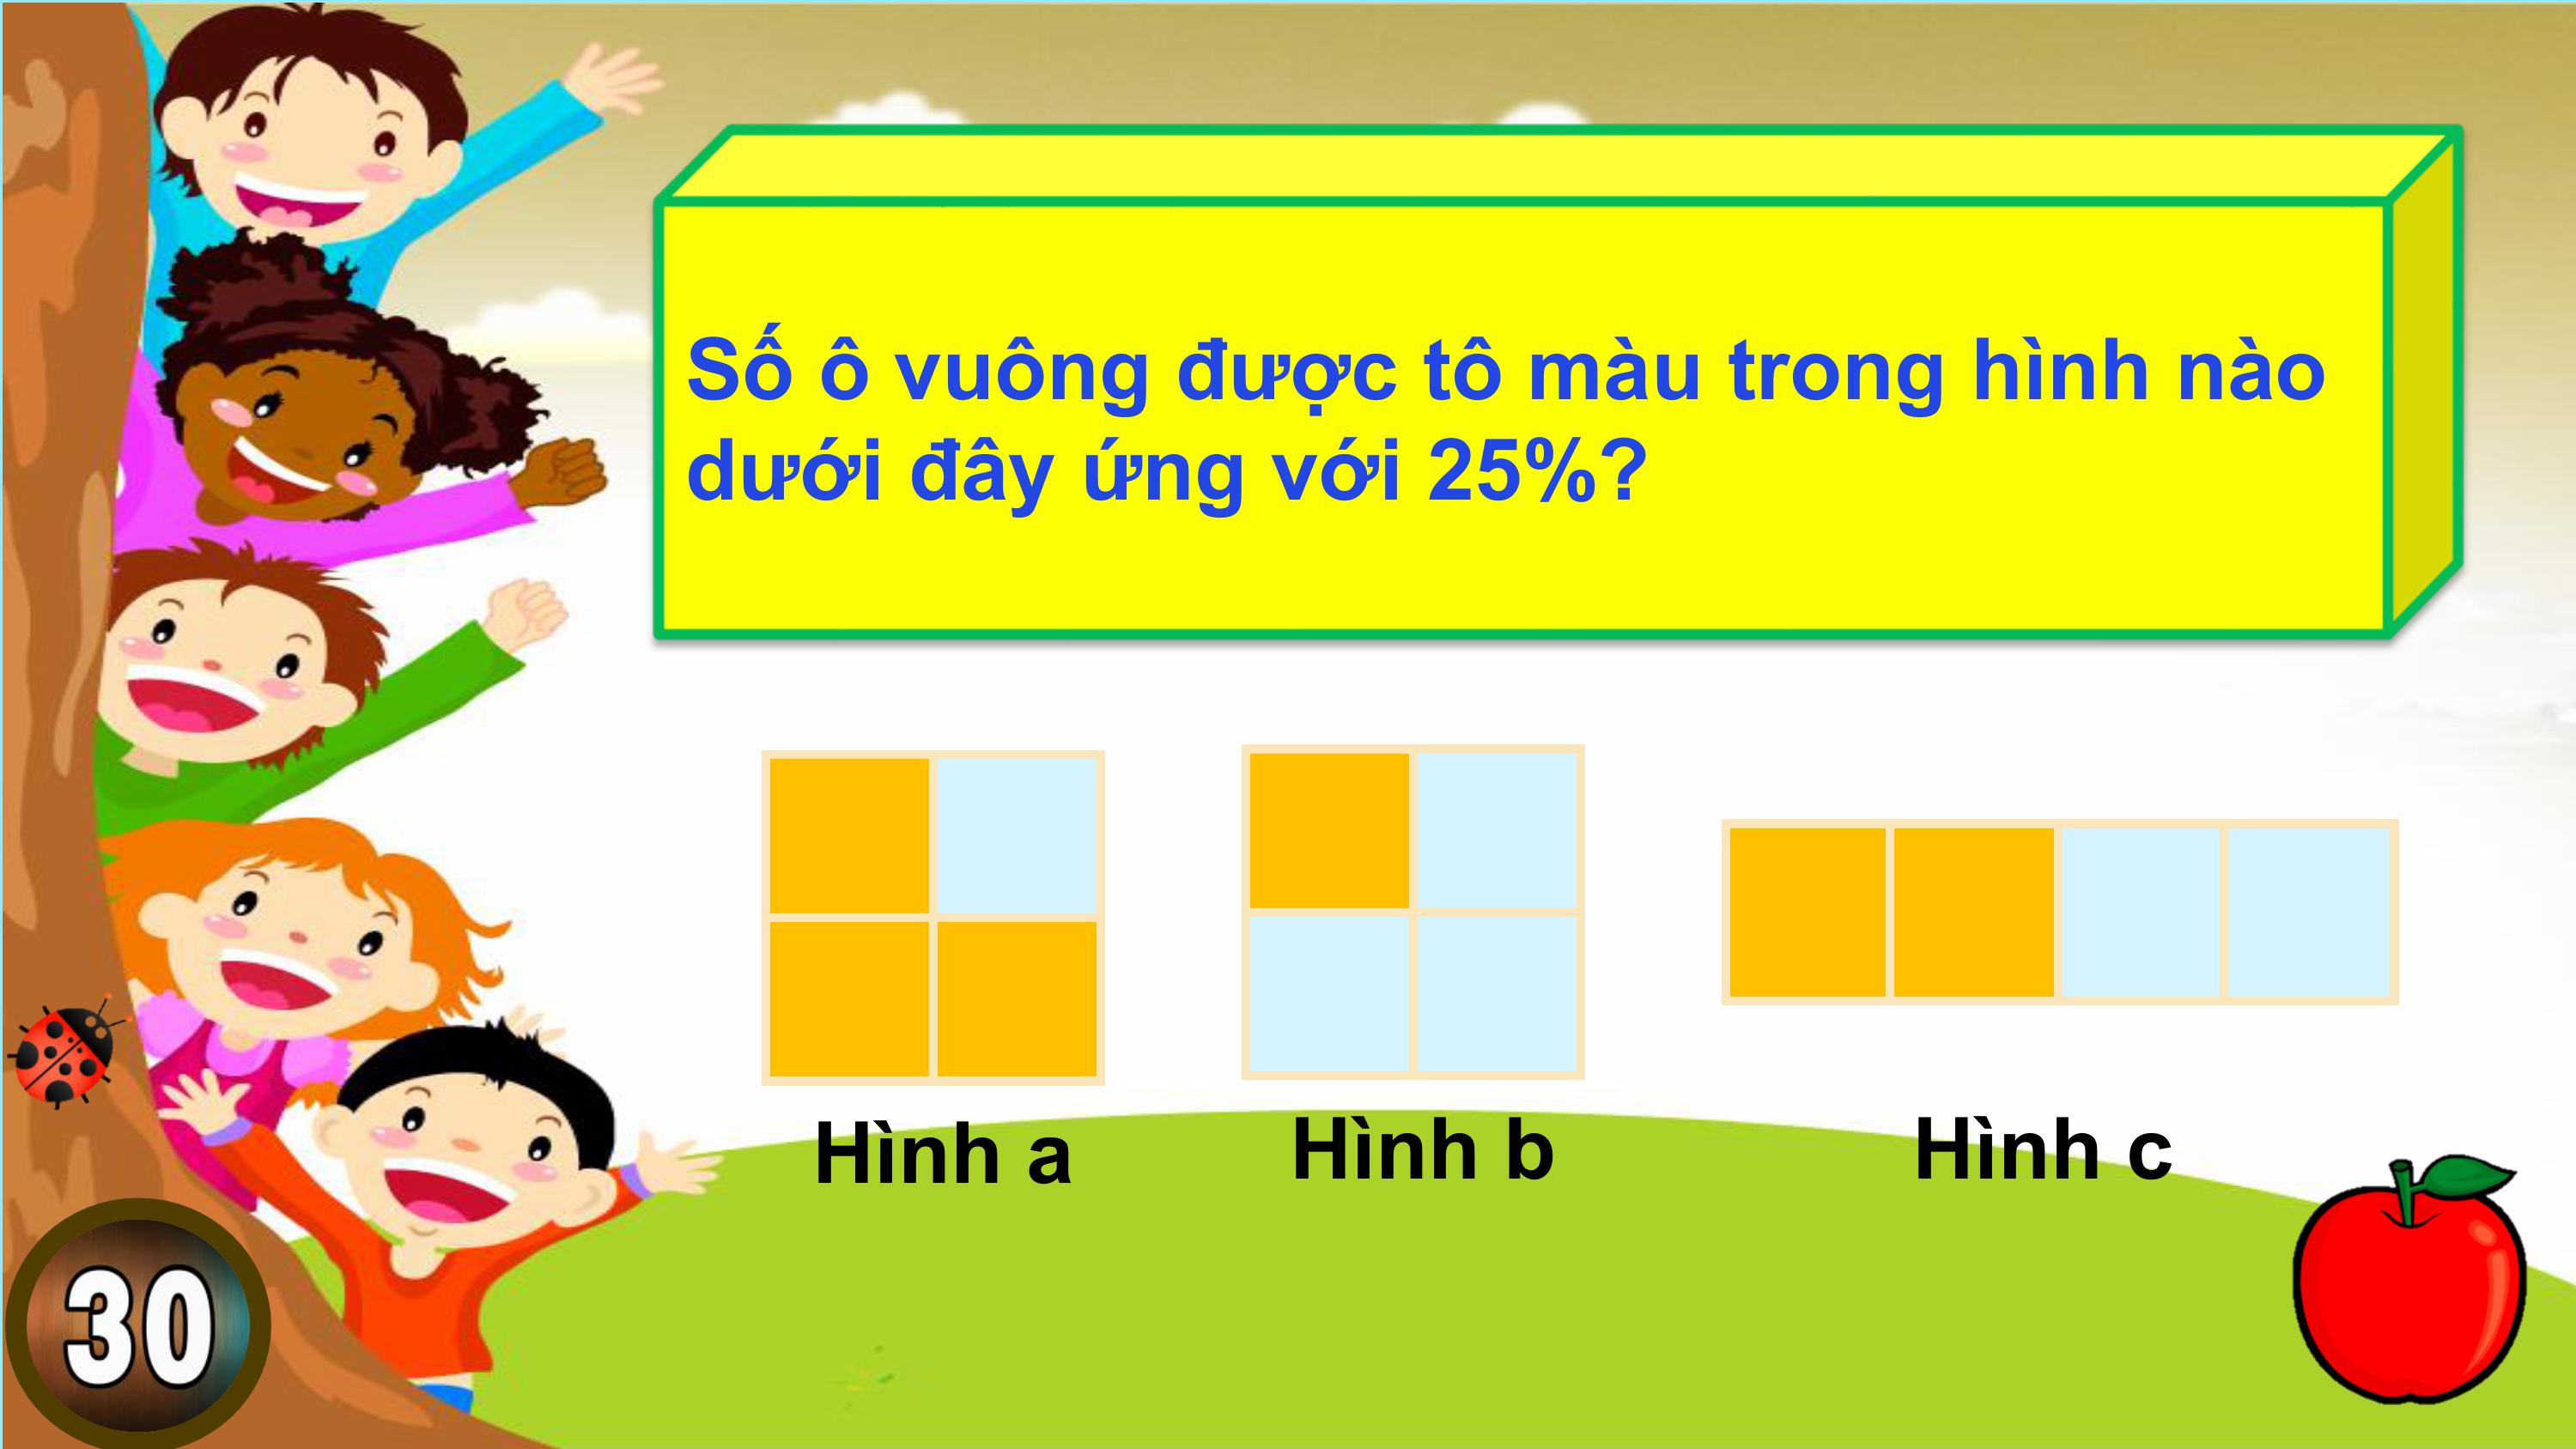 Số ô vuông được tô màu trong hình nào
dưới đây ứng với 25%?
Hình a
Hình b
Hình c
30